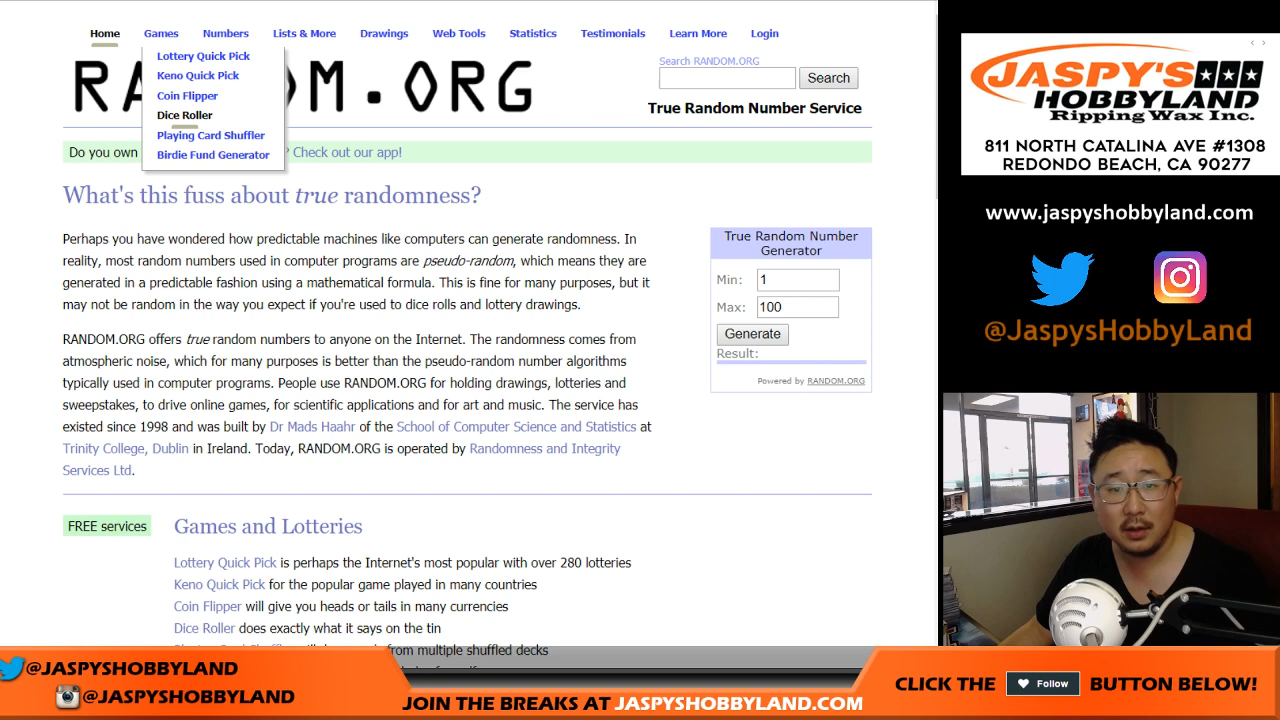 Home Games Numbers Lists & More Drawings Web Tools Statistics Testimonials Learn More Login
Lottery Quick Pick
Keno Quick Pick
Coin Flipper
Dice Roller
Playing Card Shuffler
Birdie Fund Generator
Search RANDOM.ORG
Search
True Random Number Service
Do you own
? Check out our app!
What's this fuss about true randomness?
Perhaps you have wondered how predictable machines like computers can generate randomness. In
reality, most random numbers used in computer programs are pseudo-random, which means they are
generated in a predictable fashion using a mathematical formula. This is fine for many purposes, but it
may not be random in the way you expect if you're used to dice rolls and lottery drawings.
RANDOM.ORG offers true random numbers to anyone on the Internet. The randomness comes from
atmospheric noise, which for many purposes is better than the pseudo-random number algorithms
typically used in computer programs. People use RANDOM.ORG for holding drawings, lotteries and
sweepstakes, to drive online games, for scientific applications and for art and music. The service has
existed since 1998 and was built by Dr Mads Haahr of the School of Computer Science and Statistics at
Trinity College, Dublin in Ireland. Today, RANDOM.ORG is operated by Randomness and Integrity
Services Ltd.
True Random Number
Generator
Min: 1
Max: 100
Generate
Result:
Powered by RANDOM.ORG
FREE services
Games and Lotteries
Lottery Quick Pick is perhaps the Internet's most popular with over 280 lotteries
Keno Quick Pick for the popular game played in many countries
Coin Flipper will give you heads or tails in many currencies
Dice Roller does exactly what it says on the tin
from multiple shuffled decks
JASPY'S
HOBBYLAND
Ripping Wax Inc.
811 NORTH CATALINA AVE #1308
REDONDO BEACH, CA 90277
www.jaspyshobbyland.com
@JaspysHobbyLand
@JASPYSHOBBYLAND
@JASPYSHOBBYLAND
JOIN THE BREAKS AT JASPYSHOBBYLAND.COM
CLICK THE Follow BUTTON BELOW!